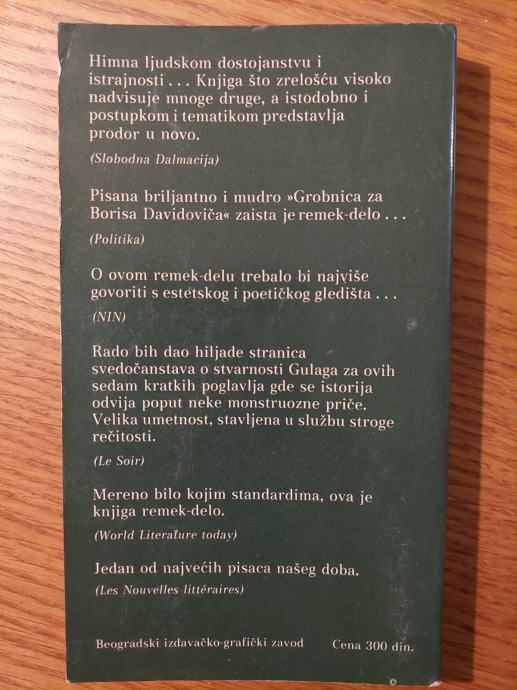 Himna ljudskom dostojanstvu i
istrajnosti . . . Knjiga što zrelošću visoko
nadvisuje mnoge druge, a istodobno i
postupkom i tematikom predstavlja
prodor u novo.
(Slobodna Dalmacija)
Pisana briljantno i mudro »Grobnica za
Borisa Davidoviča« zaista je remek-delo . . .
(Politika)
O ovom remek-delu trebalo bi najviše
govoriti s estetskog i poetičkog gledišta . . .
(NIN)
Rado bih dao hiljade stranica
svedočanstava o stvarnosti Gulaga za ovih
sedam kratkih poglavlja gde se istorija
odvija poput neke monstruozne priče.
Velika umetnost, stavljena u službu stroge
rečitosti.
(Le Soir)
Mereno bilo kojim standardima, ova je
knjiga remek-delo.
(World Literature today)
Jedan od najvećih pisaca našeg doba.
(Les Nouvelles littéraires)
Beogradski izdavačko-grafički zavod Cena 300 din.